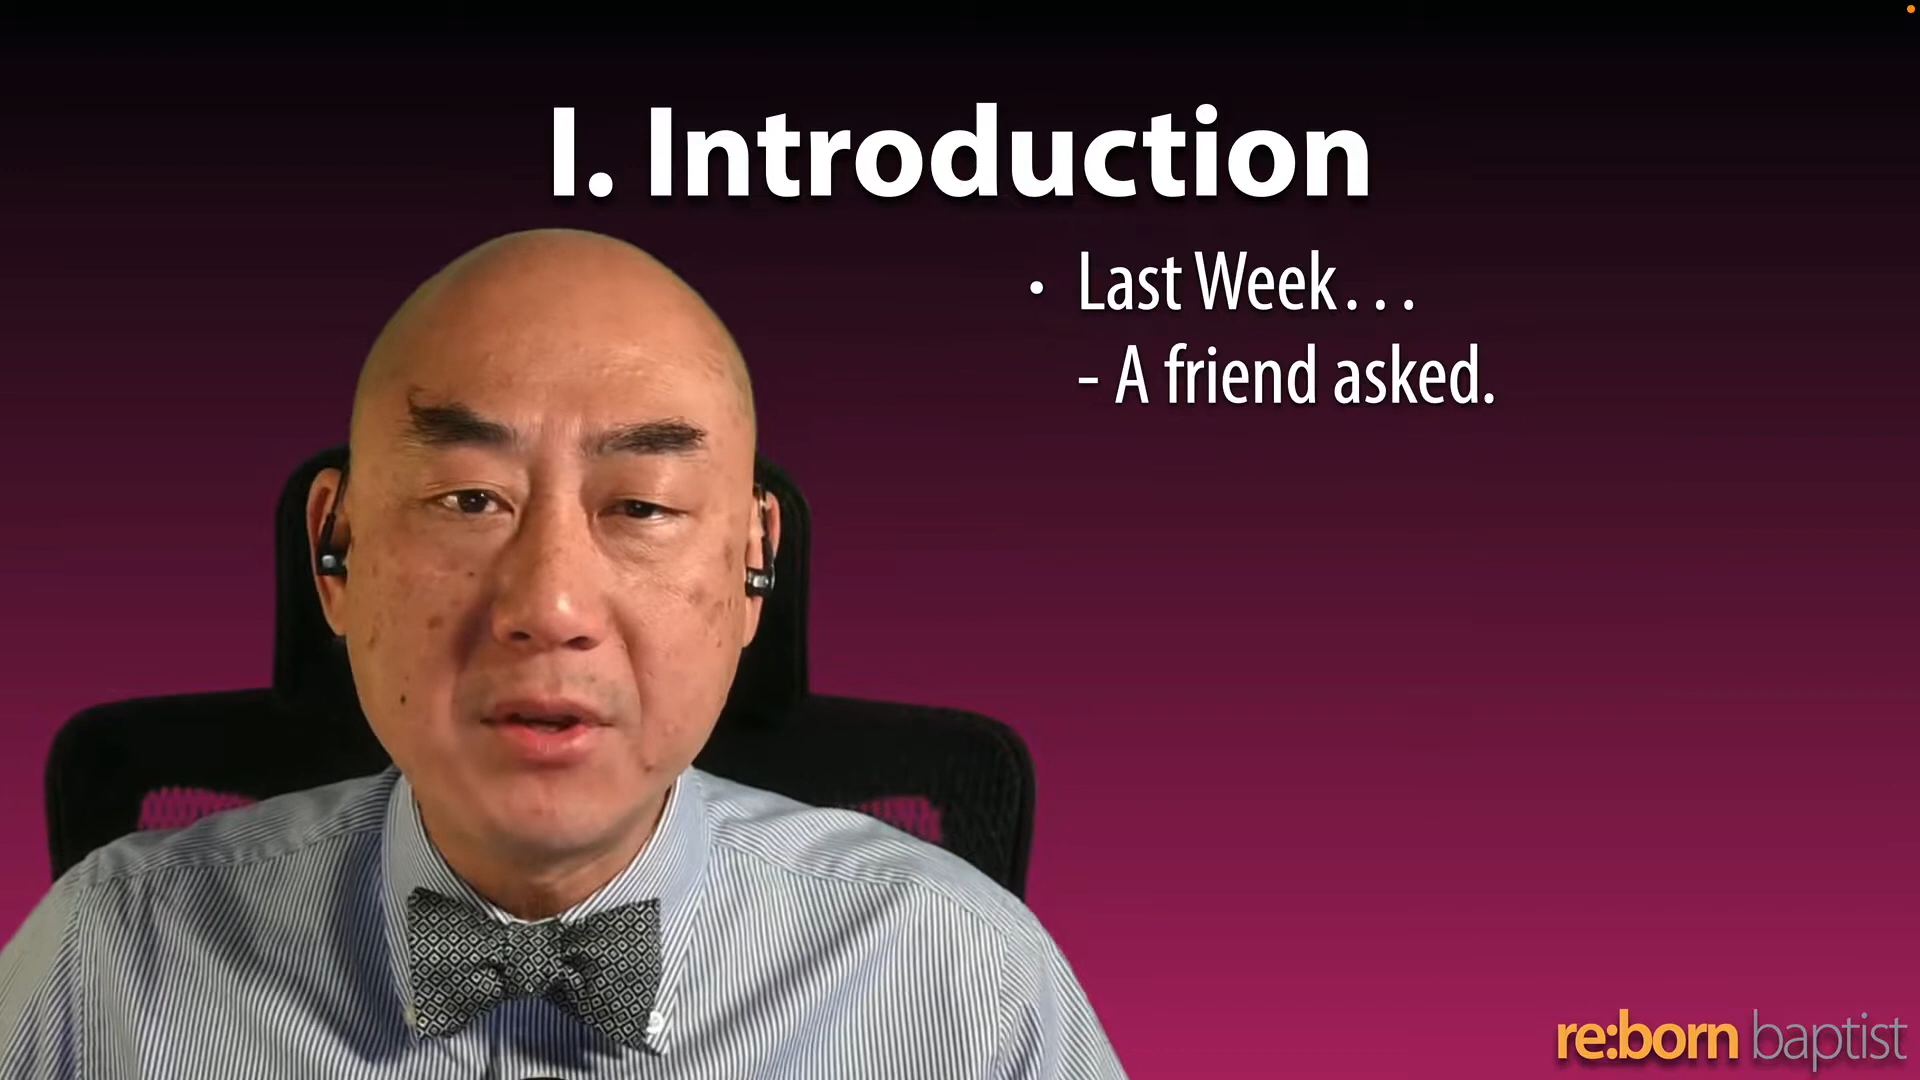 I. Introduction
• Last Week...
- A friend asked.
re:born baptist